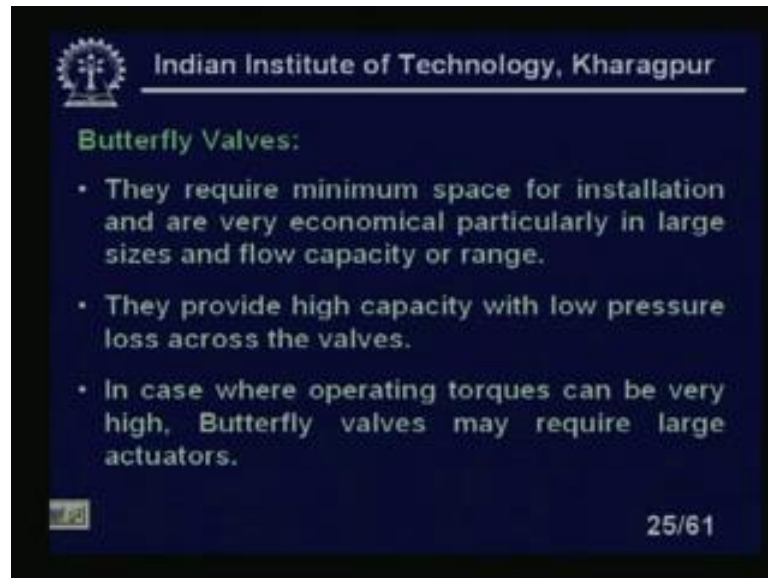 Indian Institute of Technology, Kharagpur
Butterfly Valves:
• They require minimum space for installation
and are very economical particularly in large
sizes and flow capacity or range.
• They provide high capacity with low pressure
loss across the valves.
• In case where operating torques can be very
high, Butterfly valves may require large
actuators.
25/61